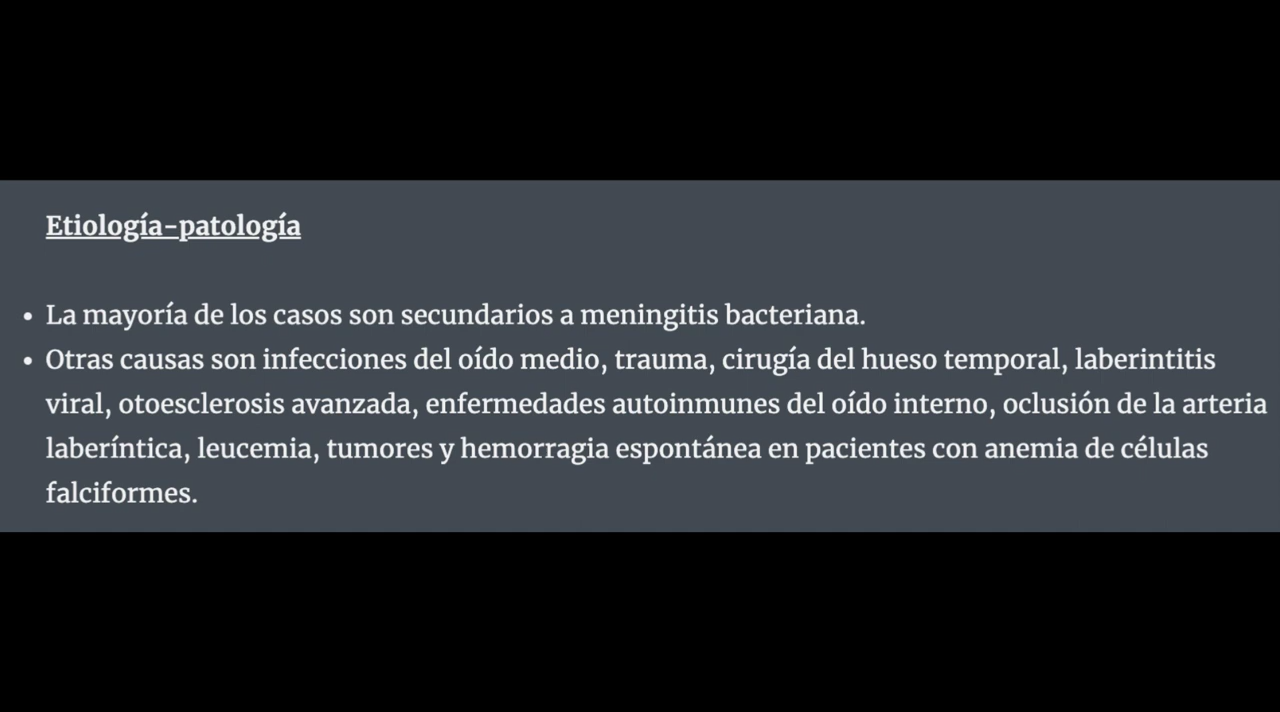 Etiología-patología
• La mayoría de los casos son secundarios a meningitis bacteriana.
• Otras causas son infecciones del oído medio, trauma, cirugía del hueso temporal, laberintitis
viral, otoesclerosis avanzada, enfermedades autoinmunes del oído interno, oclusión de la arteria
laberíntica, leucemia, tumores y hemorragia espontánea en pacientes con anemia de células
falciformes.